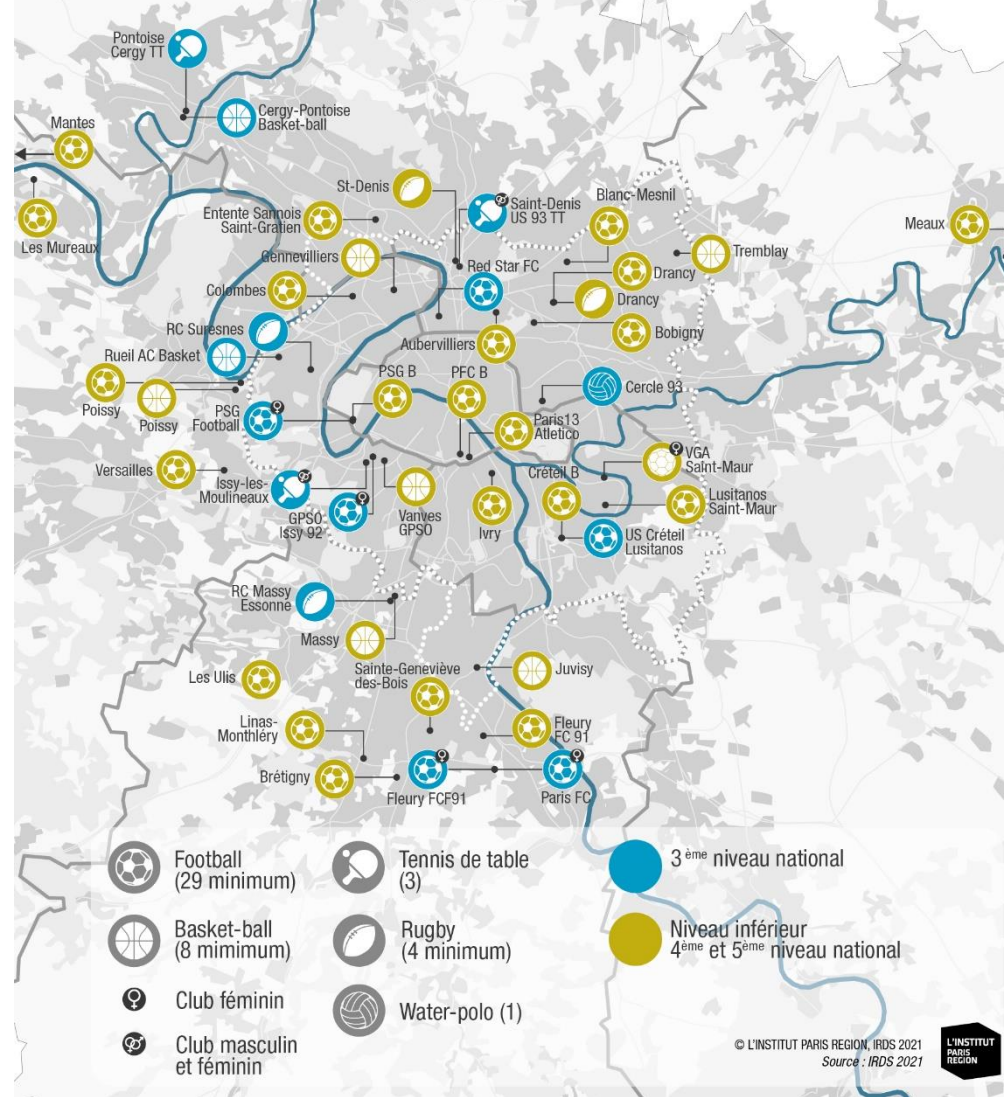 Pontoise
Cergy TT
Cergy-Pontoise
Basket-ball
Mantes
Les Mureaux
St-Denis
Saint-Denis
US 93 TT
Blanc-Mesnil
Meaux
Entente Sannois
Saint-Gratien
Gennevilliers
Red Star FC
Tremblay
Drancy
Colombes
Drancy
RC Suresnes
Aubervilliers
Bobigny
Rueil AC Basket
PSG B
PFC B
Cercle 93
Poissy
Poissy
PSG
Football
Paris13
Atletico
Versailles
VGA
Saint-Maur
Issy-les-
Moulineaux
Créteil B
Lusitanos
Saint-Maur
GPSO
Issy 92
Vanves
GPSO
Ivry
US Créteil
Lusitanos
RC Massy
Essonne
Massy
Les Ulis
Sainte-Geneviève
des-Bois
Juvisy
Linas-
Monthléry
Fleury
FC 91
Brétigny
Fleury FCF91
Paris FC
Football
(29 minimum)
Tennis de table
(3)
3 ème niveau national
Basket-ball
(8 mimimum)
Rugby
(4 minimum)
Niveau inférieur
4ème et 5ème niveau national
Club féminin
Water-polo (1)
Club masculin
et féminin
© L'INSTITUT PARIS REGION, IRDS 2021
Source : IRDS 2021
L'INSTITUT
PARIS
REGION